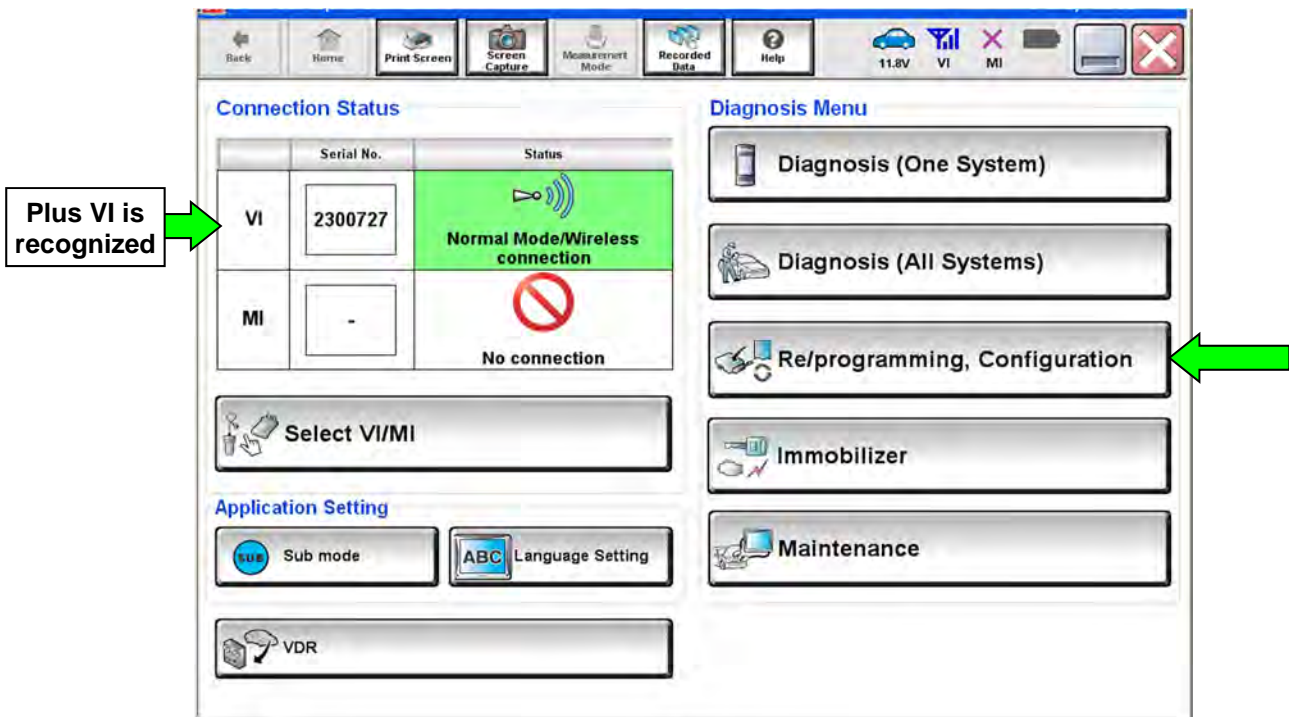 Back
Home
Print Screen
Screen
Capture
Measurement
Mode
Recorded
Data
Help
11.8V
VI
MI
Connection Status
Serial No.
Status
VI
2300727
Normal Mode/Wireless
connection
MI
-
No connection
Select VI/MI
Application Setting
SUB
Sub mode
ABC
Language Setting
VDR
Diagnosis Menu
Diagnosis (One System)
Diagnosis (All Systems)
Re/programming, Configuration
Immobilizer
Maintenance
Plus VI is
recognized